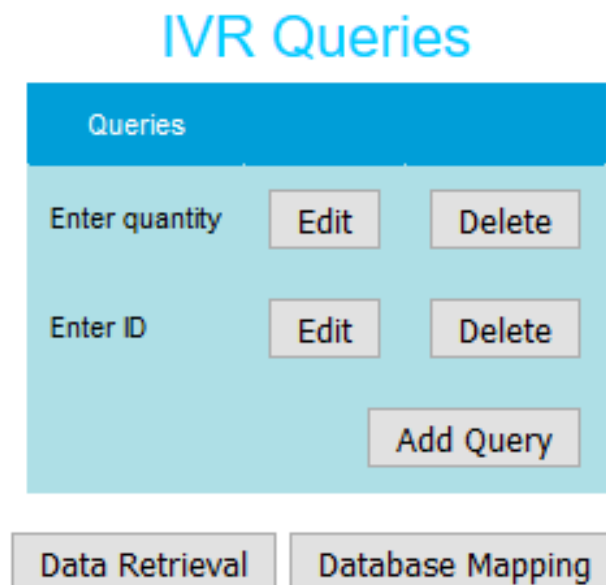 IVR Queries
Queries
Enter quantity Edit Delete
Enter ID Edit Delete
Add Query
Data Retrieval Database Mapping